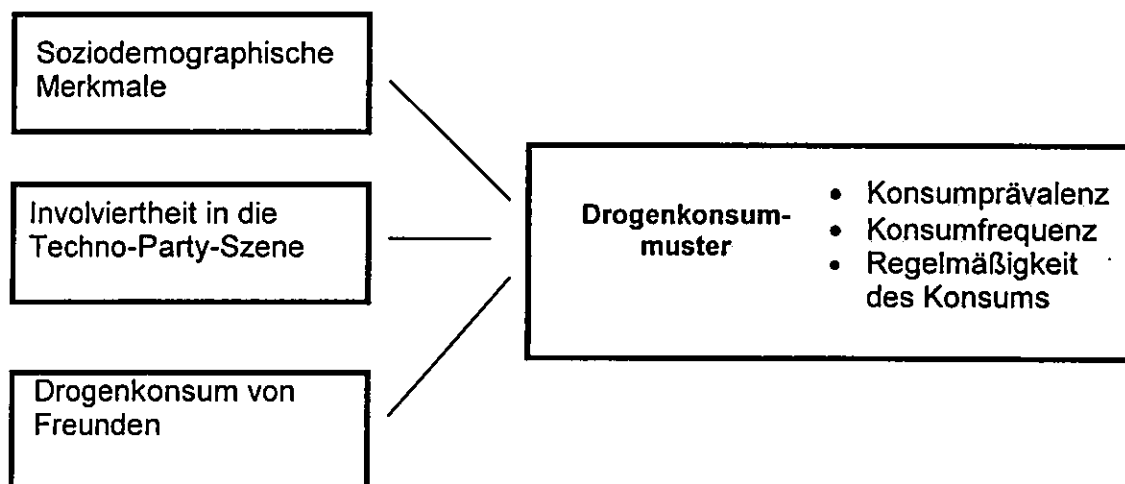 Soziodemographische
Merkmale
Involviertheit in die
Techno-Party-Szene
Drogenkonsum von
Freunden
Drogenkonsum-
muster
• Konsumprävalenz
• Konsumfrequenz
• Regelmäßigkeit
des Konsums